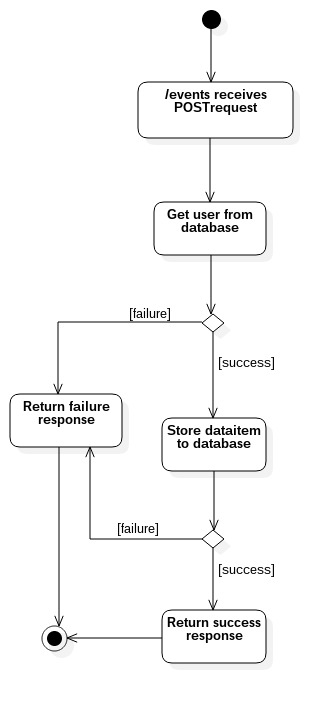 /events receives
POSTrequest
Get user from
database
[failure]
[success]
Return failure
response
Store dataitem
to database
[failure]
[success]
Return success
response